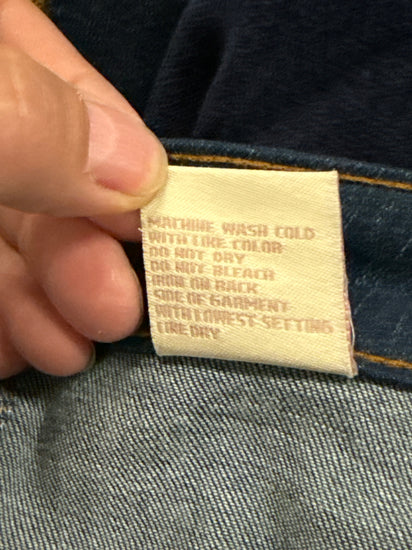 MACHINE WASH COLD
WITH LIKE COLOR
DO NOT DRY
DO NOT BLEACH
IRON ON BACK
SIDE OF GARMENT
WITH LOWEST SETTING
LINE DRY